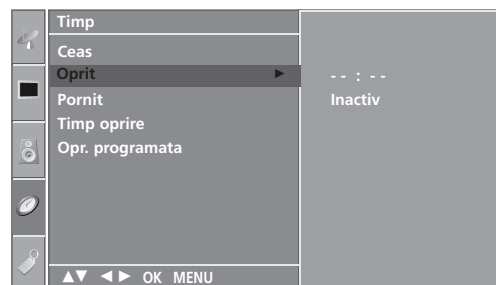 Timp
Ceas
Oprit ► - - : - -
Pornit Inactiv
Timp oprire
Opr. programata
▲▼ ◄► OK MENU